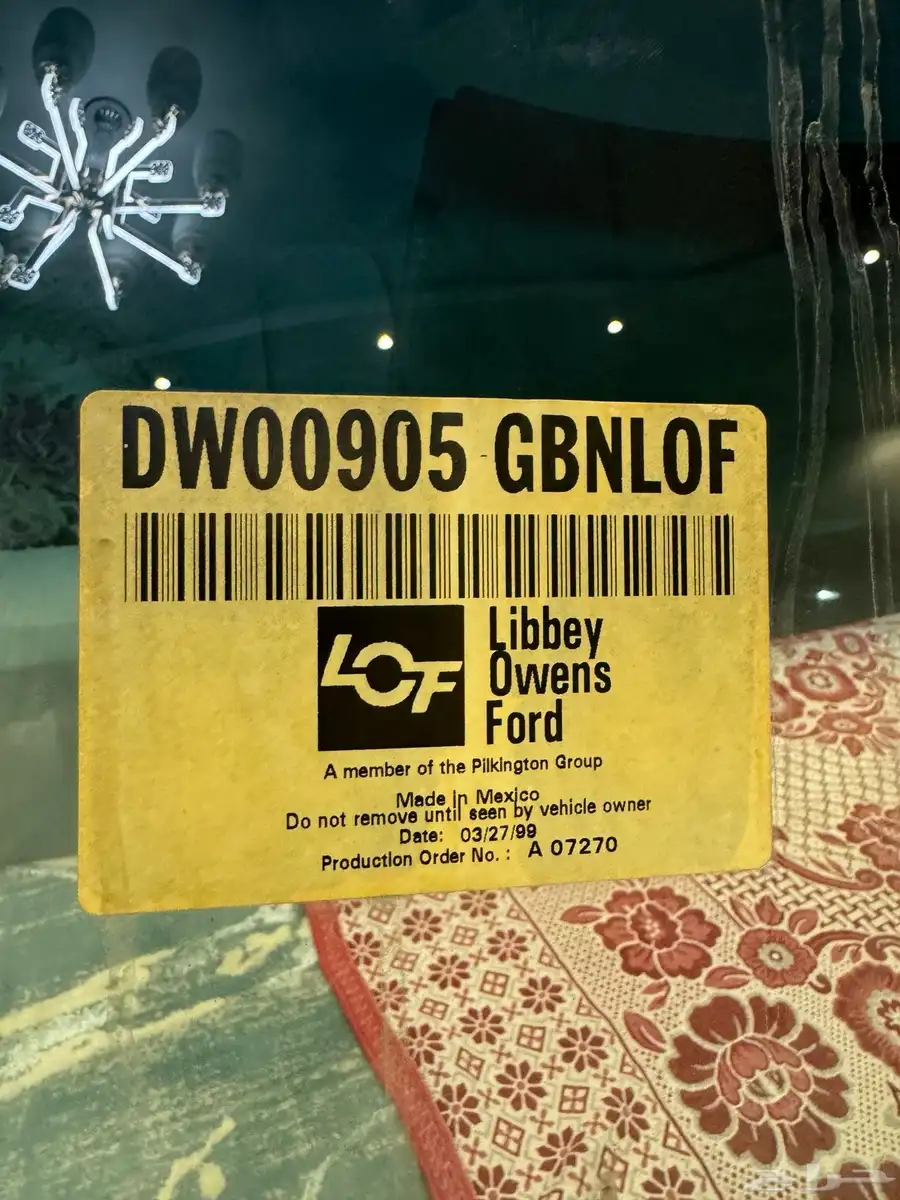 DW00905 GBNLOF
LOF
Libbey
Owens
Ford
A member of the Pilkington Group
Made in Mexico
Do not remove until seen by vehicle owner
Date: 03/27/99
Production Order No. : A 07270
حراج